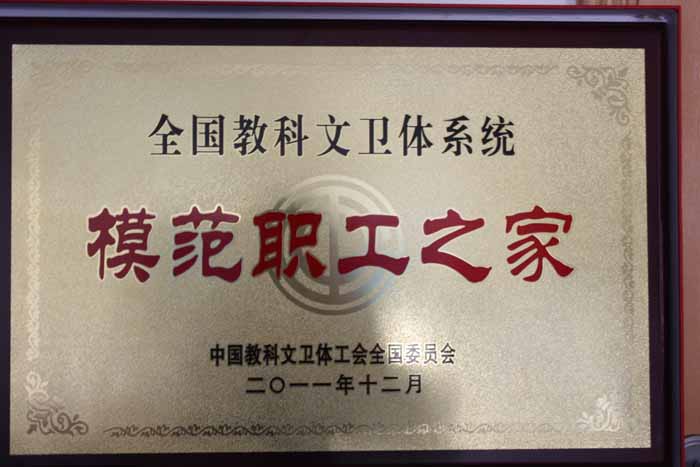 全国教科文卫体系统
模范职工之家
中国教科文卫体工会全国委员会
二〇一一年十二月